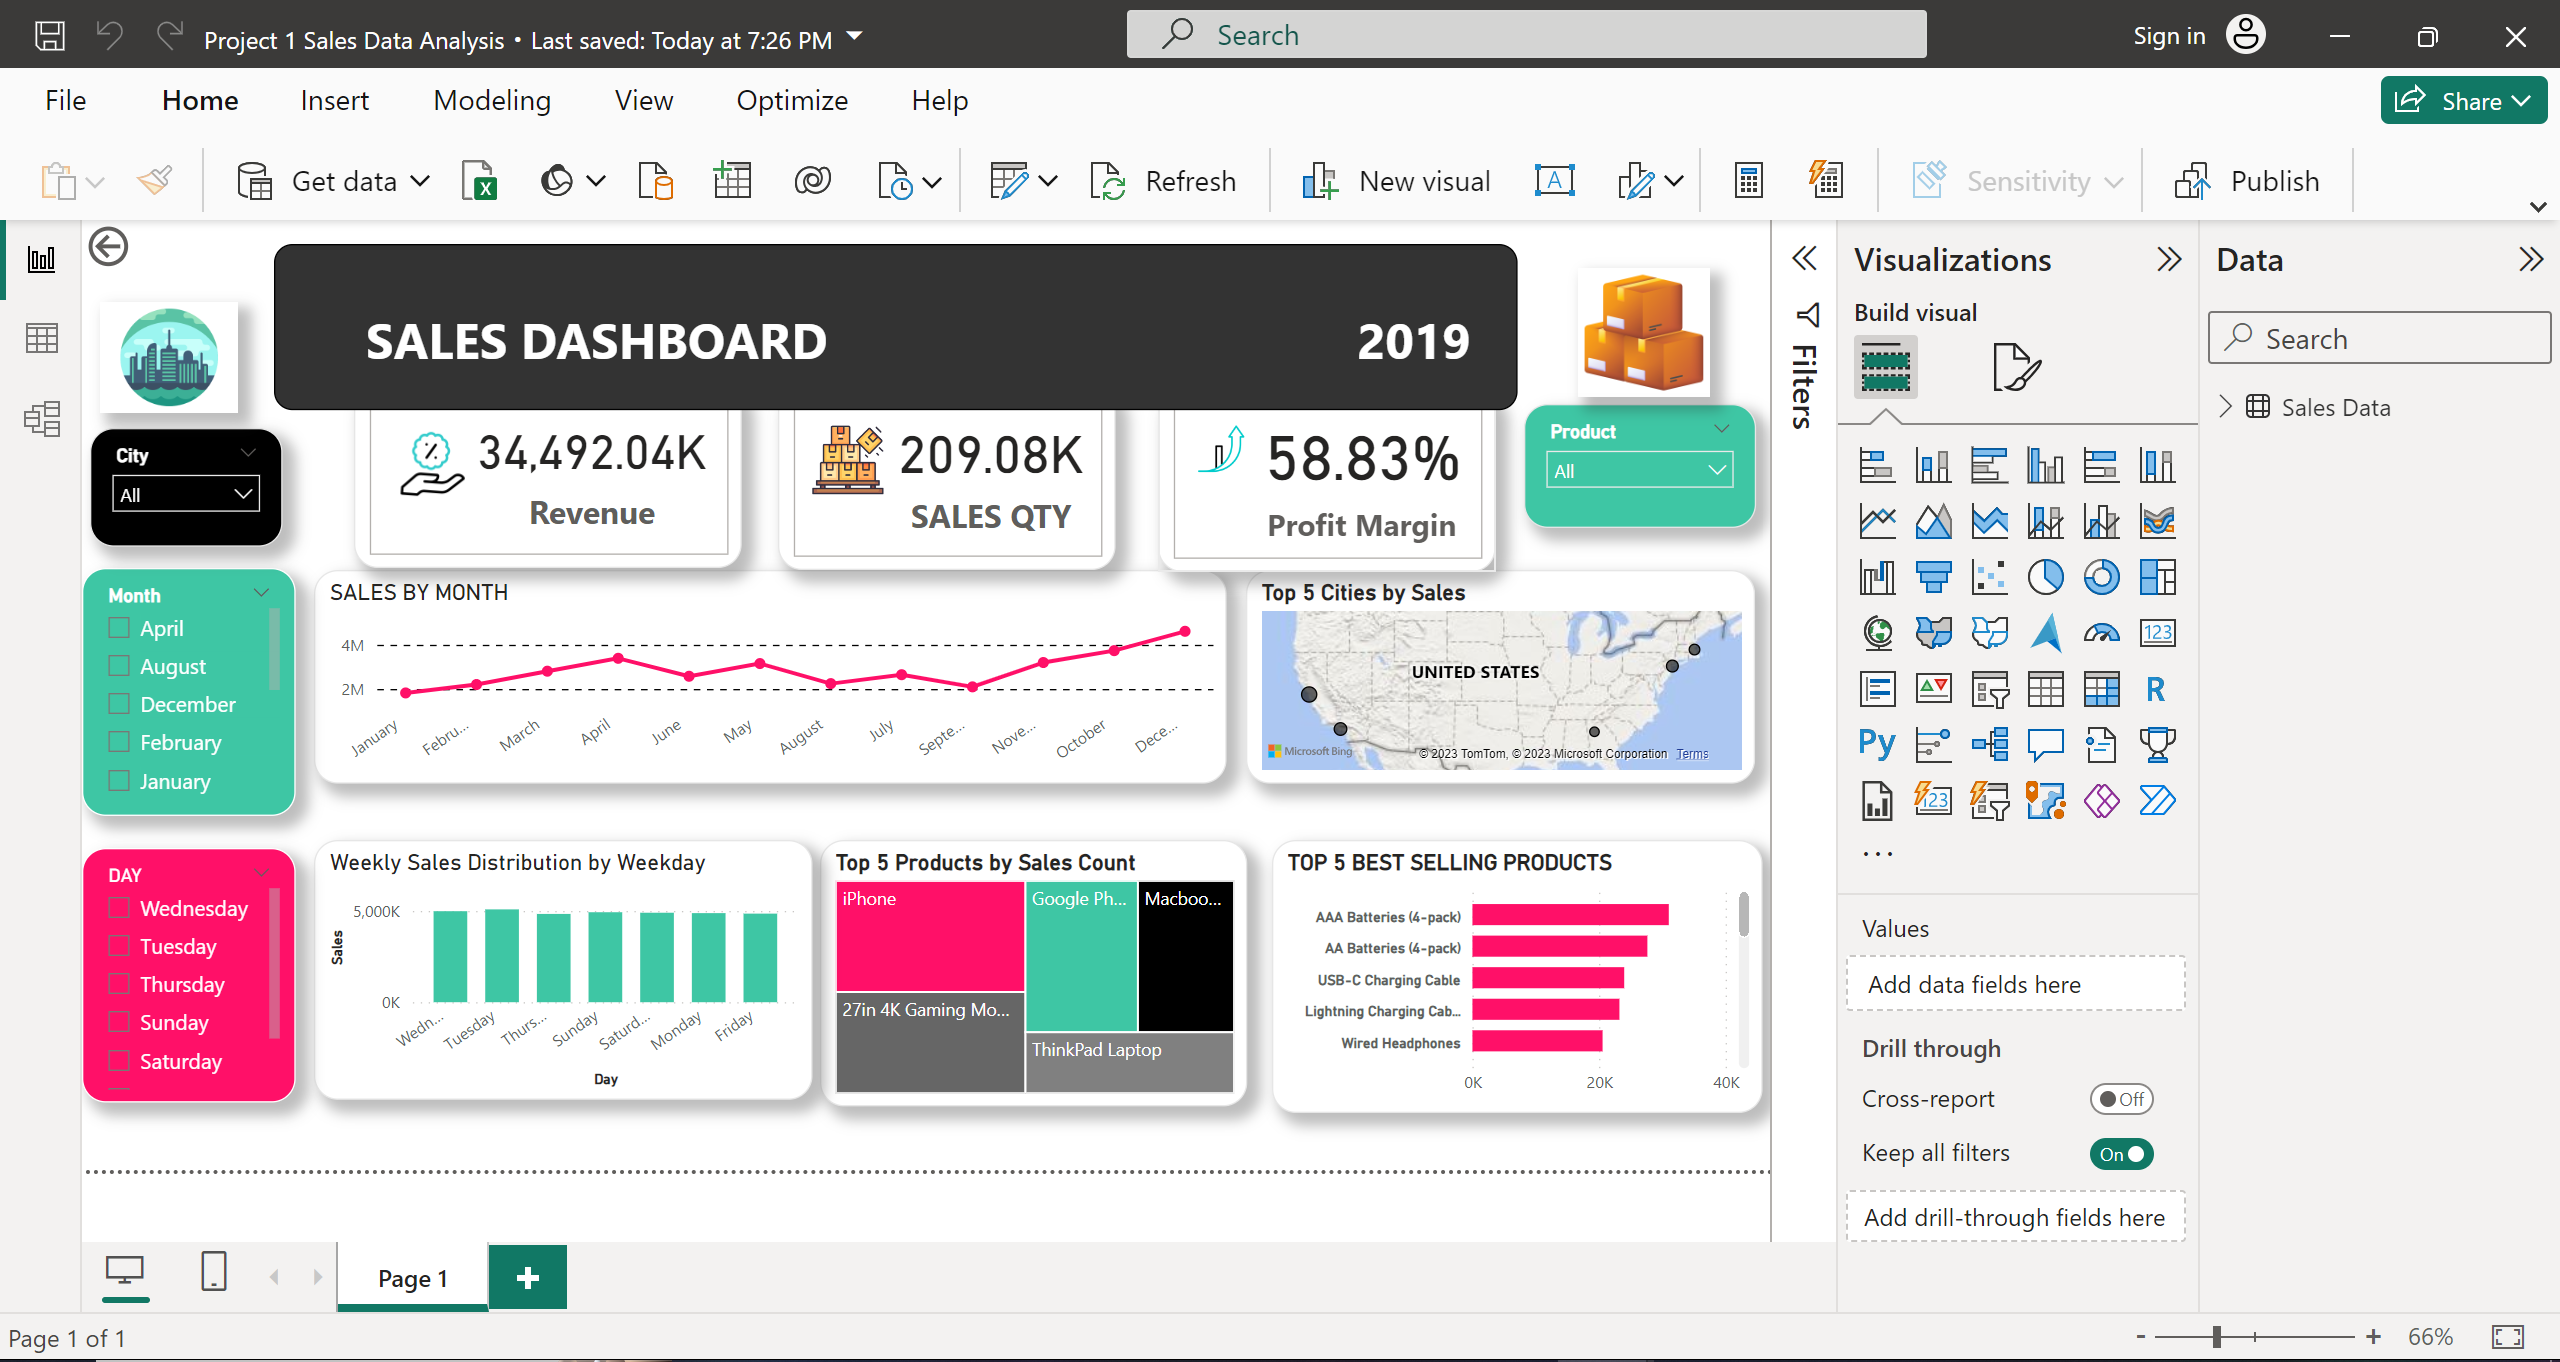 Project 1 Sales Data Analysis • Last saved: Today at 7:26 PM
Search
Sign in
File Home Insert Modeling View Optimize Help
Share
Get data
Refresh
New visual
Sensitivity
Publish
SALES DASHBOARD 2019
34,492.04K
Revenue
209.08K
SALES QTY
58.83%
Profit Margin
City
All
Product
All
Month
April
August
December
February
January
SALES BY MONTH
4M
2M
January Febru... March April June May August July Septe... Nove... October Dece...
Top 5 Cities by Sales
UNITED STATES
Microsoft Bing
© 2023 TomTom, © 2023 Microsoft Corporation Terms
DAY
Wednesday
Tuesday
Thursday
Sunday
Saturday
Weekly Sales Distribution by Weekday
Sales
5,000K
0K
Wedn... Tuesday Thurs... Sunday Saturd... Monday Friday
Day
Top 5 Products by Sales Count
iPhone
Google Ph...
Macboo...
27in 4K Gaming Mo...
ThinkPad Laptop
TOP 5 BEST SELLING PRODUCTS
AAA Batteries (4-pack)
AA Batteries (4-pack)
USB-C Charging Cable
Lightning Charging Cab...
Wired Headphones
0K 20K 40K
Filters
Visualizations
Build visual
123
R
Py
123
...
Values
Add data fields here
Drill through
Cross-report
Off
Keep all filters
On
Add drill-through fields here
Data
Search
Sales Data
Page 1
Page 1 of 1
- + 66%